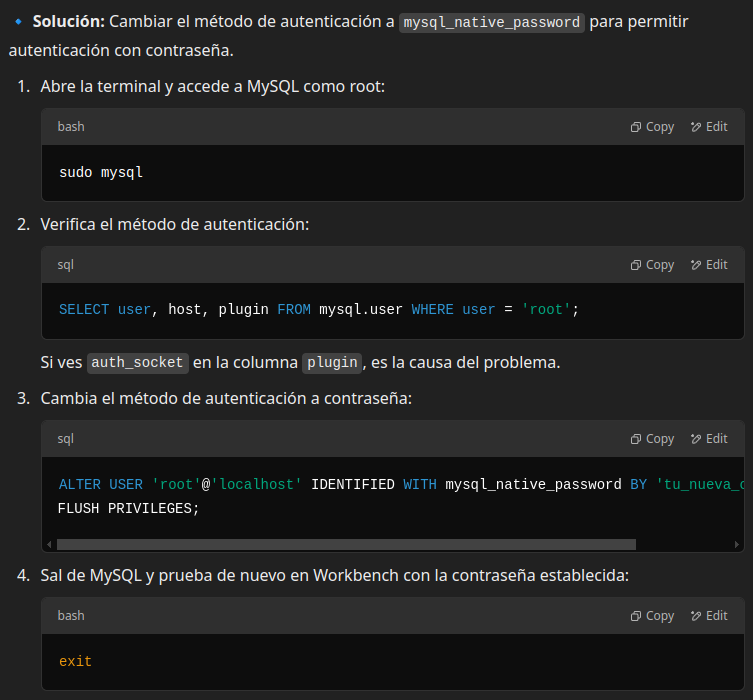 Solución: Cambiar el método de autenticación a mysql_native_password para permitir
autenticación con contraseña.
1. Abre la terminal y accede a MySQL como root:
bash Copy Edit
sudo mysql
2. Verifica el método de autenticación:
sql Copy Edit
SELECT user, host, plugin FROM mysql.user WHERE user = 'root';
Si ves auth_socket en la columna plugin, es la causa del problema.
3. Cambia el método de autenticación a contraseña:
sql Copy Edit
ALTER USER 'root'@'localhost' IDENTIFIED WITH mysql_native_password BY 'tu_nueva_
FLUSH PRIVILEGES;
4. Sal de MySQL y prueba de nuevo en Workbench con la contraseña establecida:
bash Copy Edit
exit